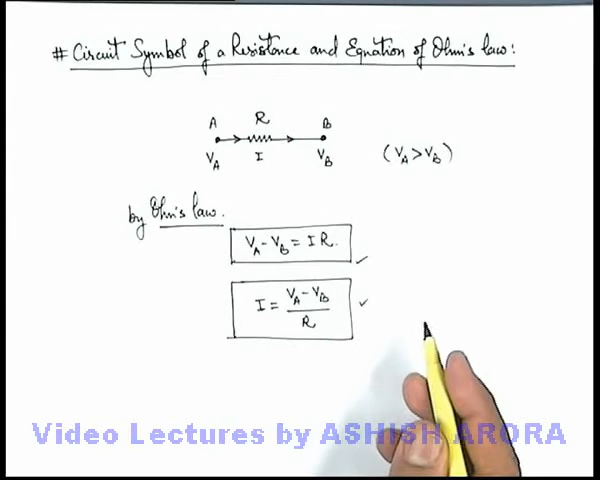 # Circuit Symbol of a Resistance and Equation of Ohm's law:
A R B
V_A I V_B (V_A > V_B)
by Ohm's law.
V_A - V_B = I R.
I = V_A - V_B / R
Video Lectures by ASHISH ARORA